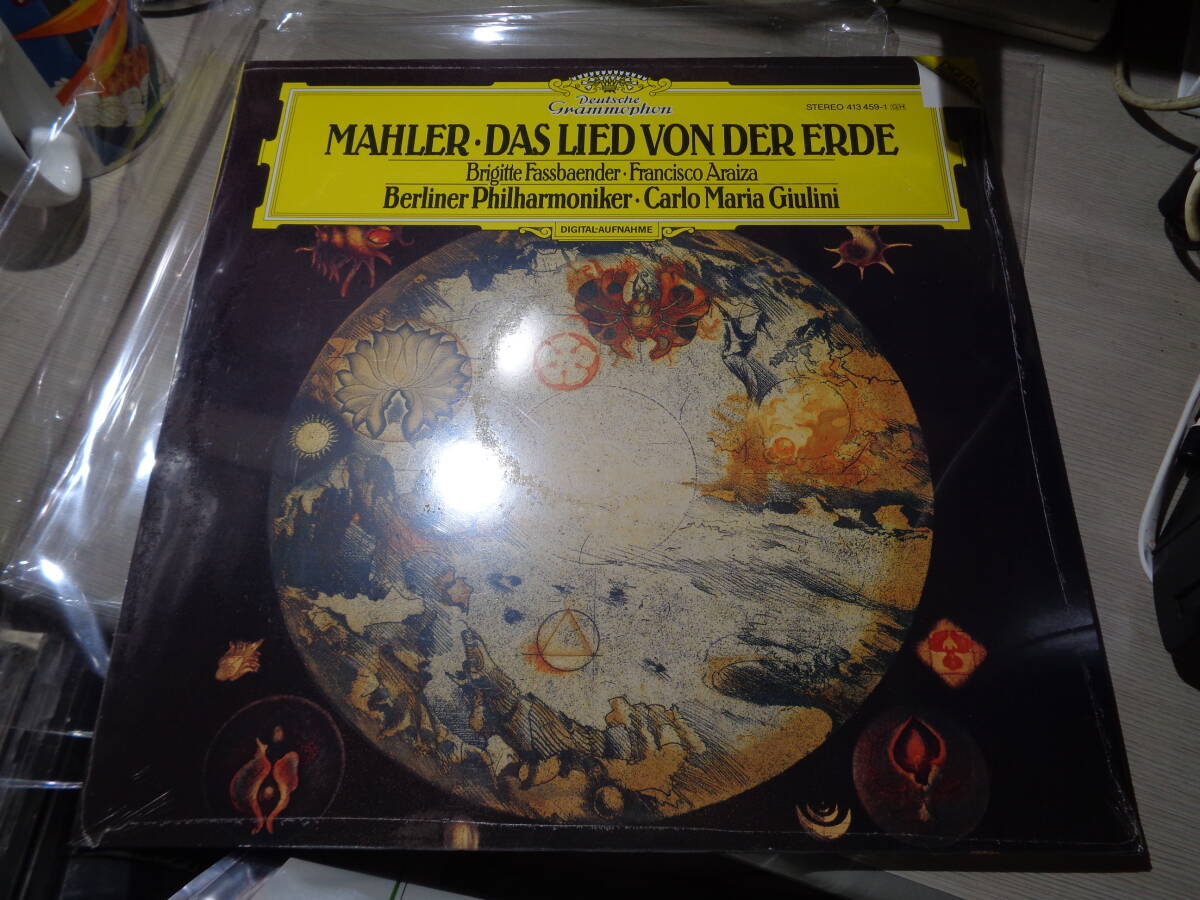 Deutsche
Grammophon
STEREO 413 459-1 GH
MAHLER · DAS LIED VON DER ERDE
Brigitte Fassbaender · Francisco Araiza
Berliner Philharmoniker · Carlo Maria Giulini
DIGITAL-AUFNAHME